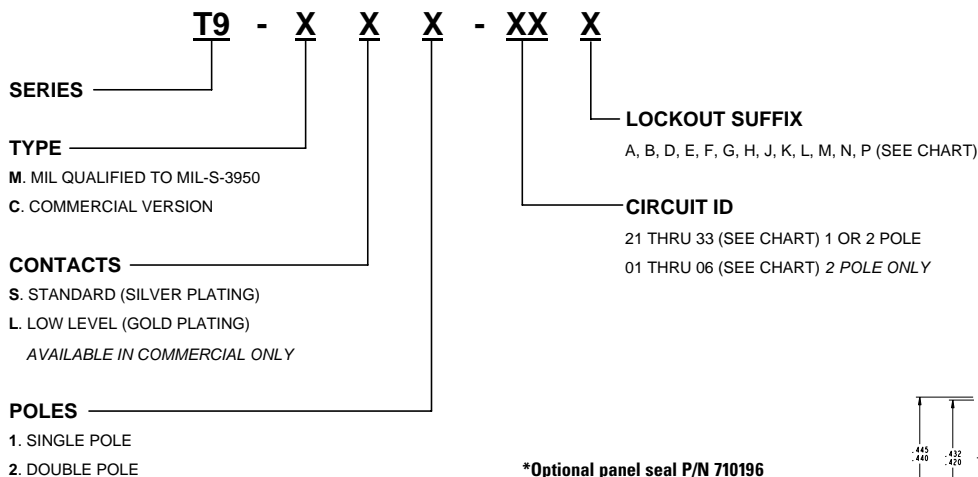 T9 - X X X - XX X
SERIES
TYPE
M. MIL QUALIFIED TO MIL-S-3950
C. COMMERCIAL VERSION
CONTACTS
S. STANDARD (SILVER PLATING)
L. LOW LEVEL (GOLD PLATING)
AVAILABLE IN COMMERCIAL ONLY
POLES
1. SINGLE POLE
2. DOUBLE POLE
LOCKOUT SUFFIX
A, B, D, E, F, G, H, J, K, L, M, N, P (SEE CHART)
CIRCUIT ID
21 THRU 33 (SEE CHART) 1 OR 2 POLE
01 THRU 06 (SEE CHART) 2 POLE ONLY
*Optional panel seal P/N 710196
.445 .432
.440 .420